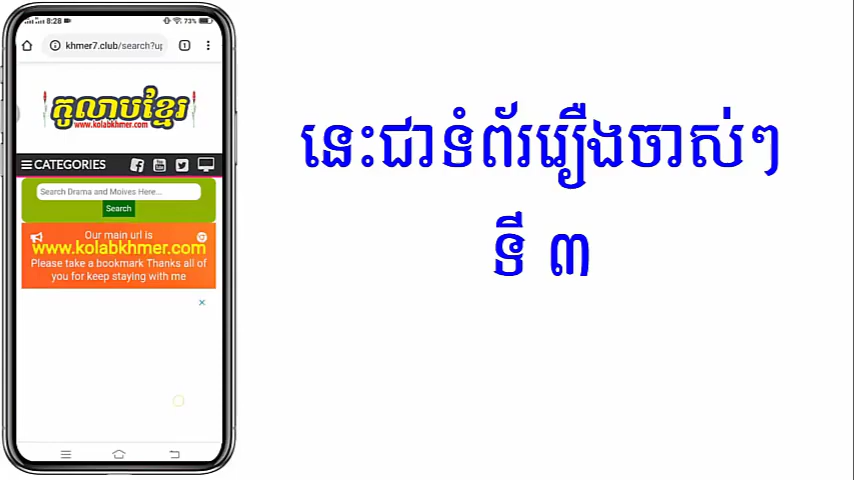 8:28
73%
khmer7.club/search?up
1
កូលាបខ្មែរ
www.kolabkhmer.com
CATEGORIES
Search Drama and Moives Here...
Search
Our main url is
www.kolabkhmer.com
Please take a bookmark Thanks all of
you for keep staying with me
នេះជាទំព័ររឿងចាស់ៗ
ទី ៣